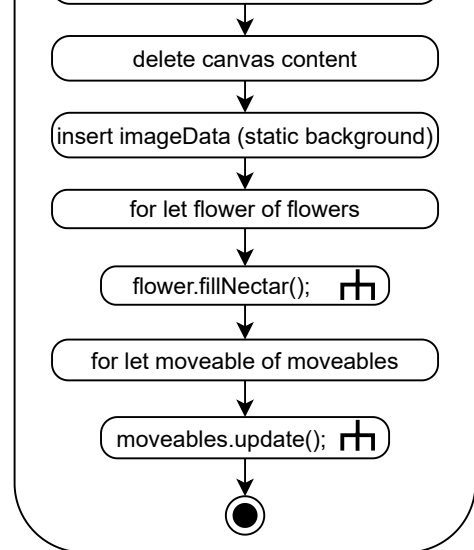 delete canvas content
insert imageData (static background)
for let flower of flowers
flower.fillNectar();
for let moveable of moveables
moveables.update();